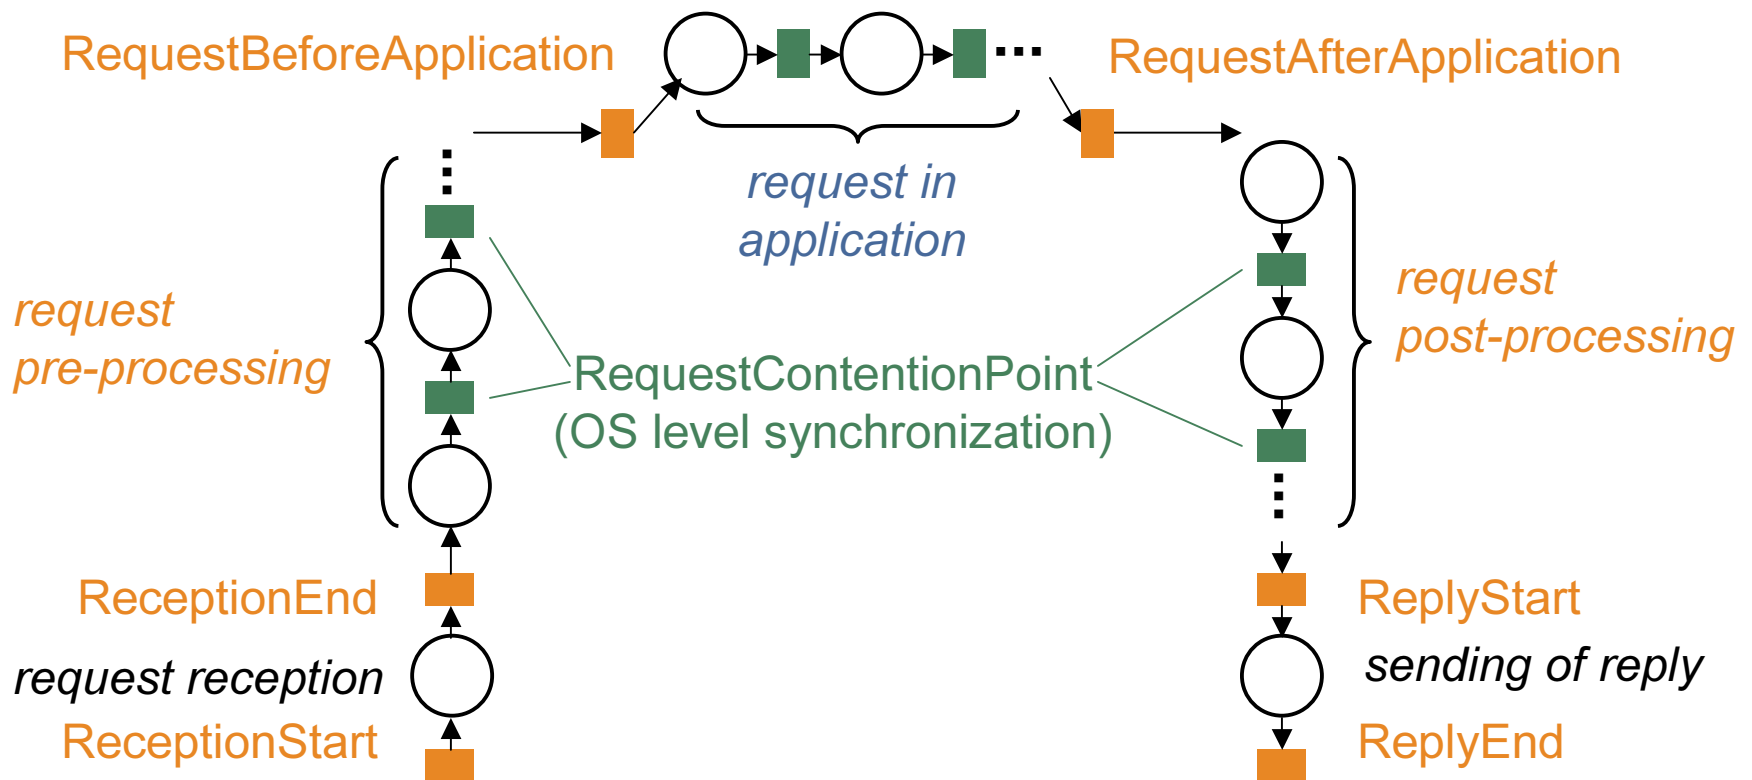 RequestBeforeApplication
RequestAfterApplication
request in
application
request
pre-processing
request
post-processing
RequestContentionPoint
(OS level synchronization)
ReceptionEnd
ReplyStart
request reception
sending of reply
ReceptionStart
ReplyEnd